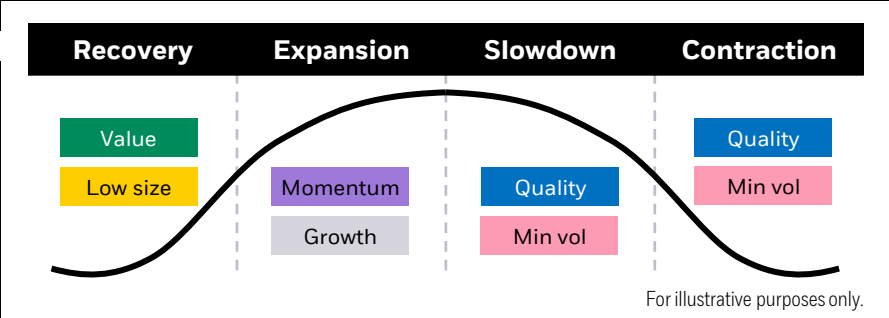 Recovery Expansion Slowdown Contraction
Value
Low size
Momentum
Growth
Quality
Min vol
Quality
Min vol
For illustrative purposes only.